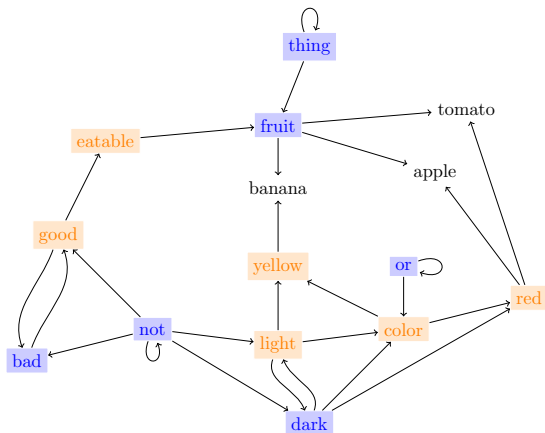 thing
tomato
fruit
eatable
apple
banana
good
yellow
or
red
not
color
light
bad
dark